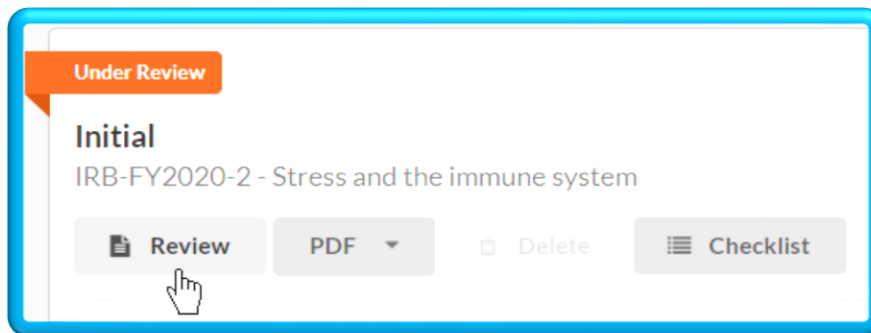 Under Review
Initial
IRB-FY2020-2 - Stress and the immune system
Review PDF Delete Checklist